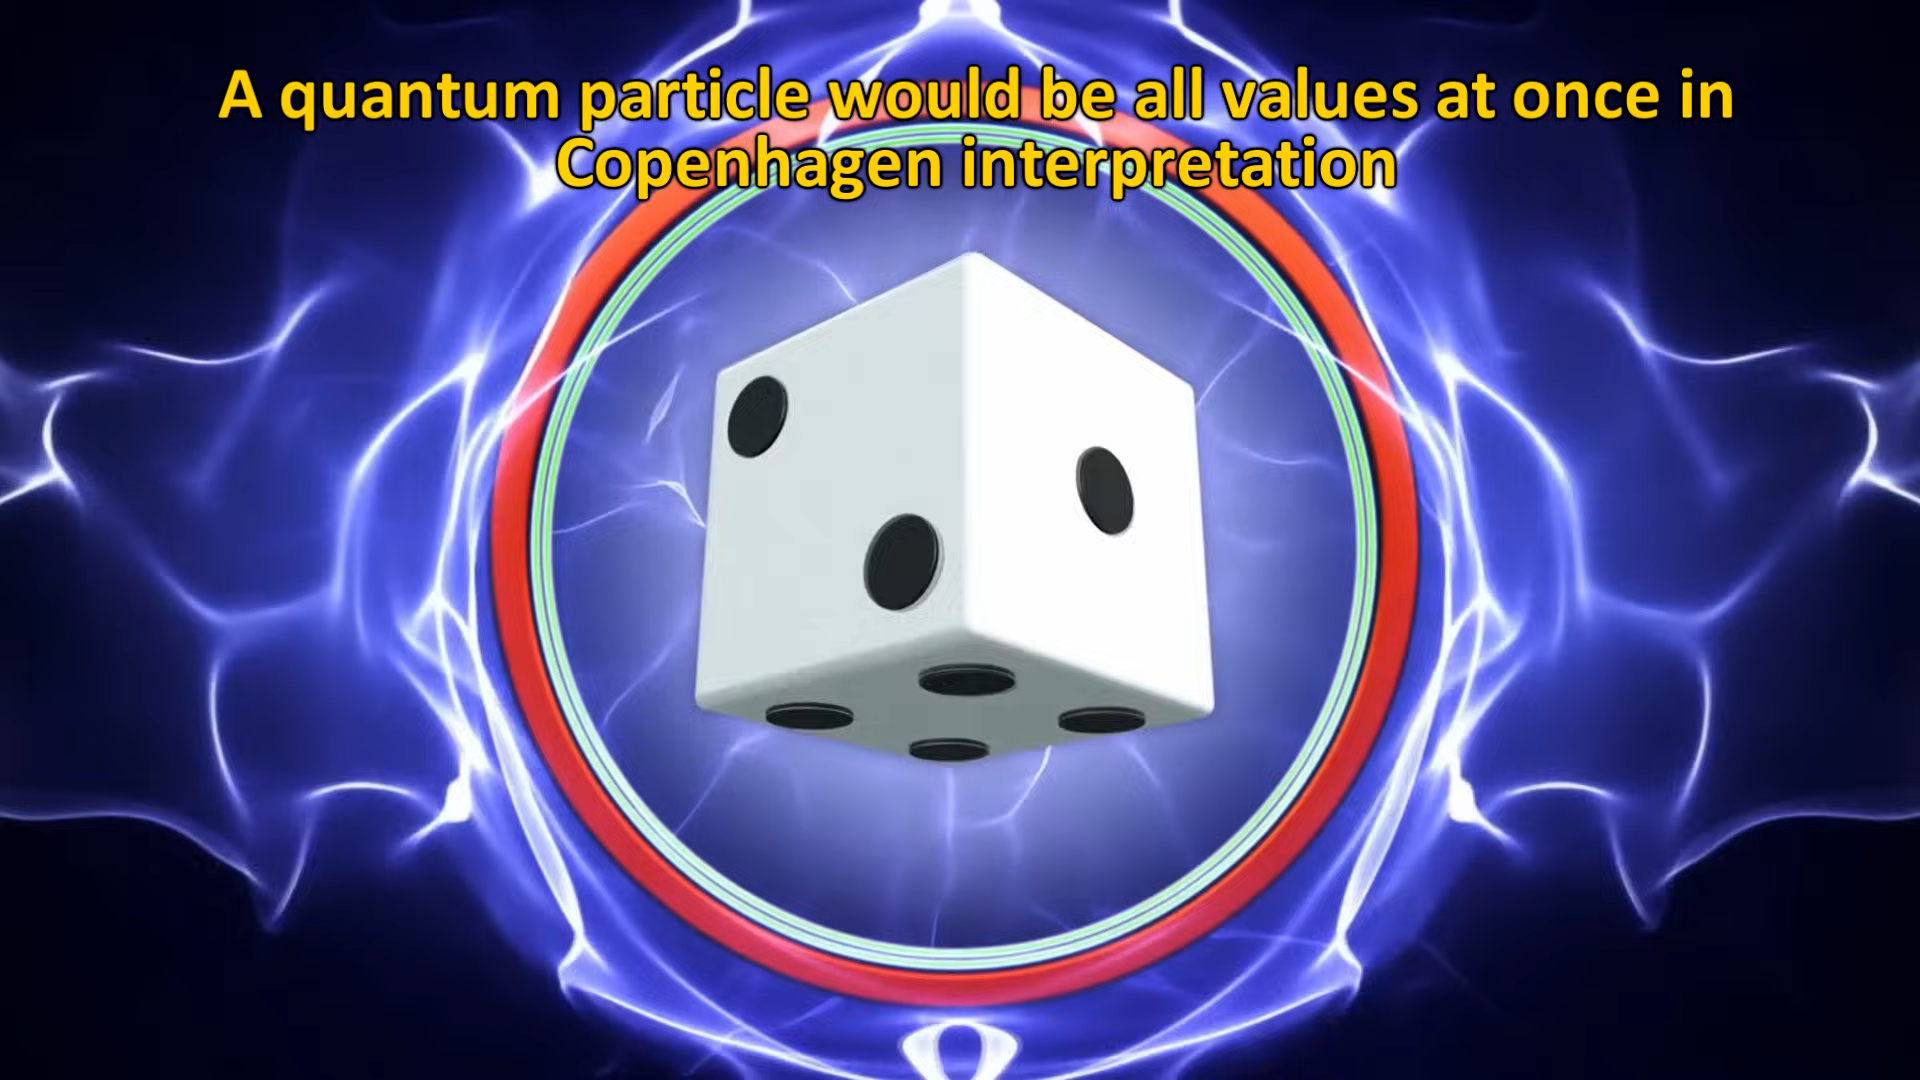 A quantum particle would be all values at once in
Copenhagen interpretation